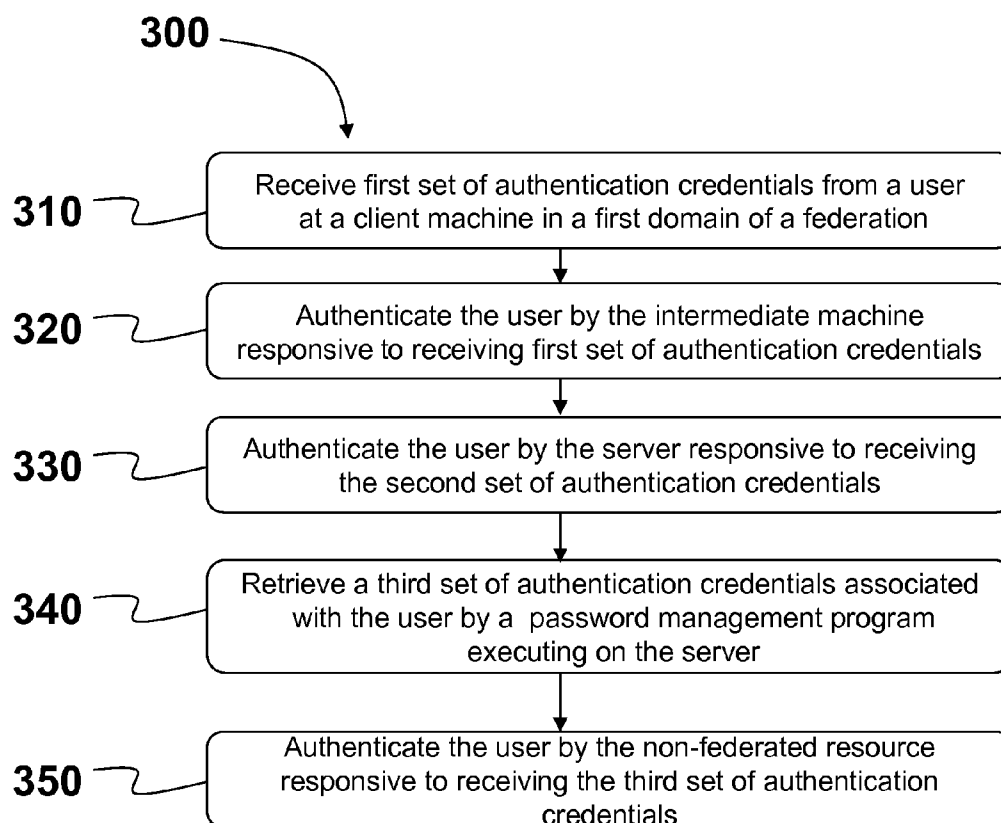 300
310
Receive first set of authentication credentials from a user
at a client machine in a first domain of a federation
320
Authenticate the user by the intermediate machine
responsive to receiving first set of authentication credentials
330
Authenticate the user by the server responsive to receiving
the second set of authentication credentials
340
Retrieve a third set of authentication credentials associated
with the user by a password management program
executing on the server
350
Authenticate the user by the non-federated resource
responsive to receiving the third set of authentication
credentials